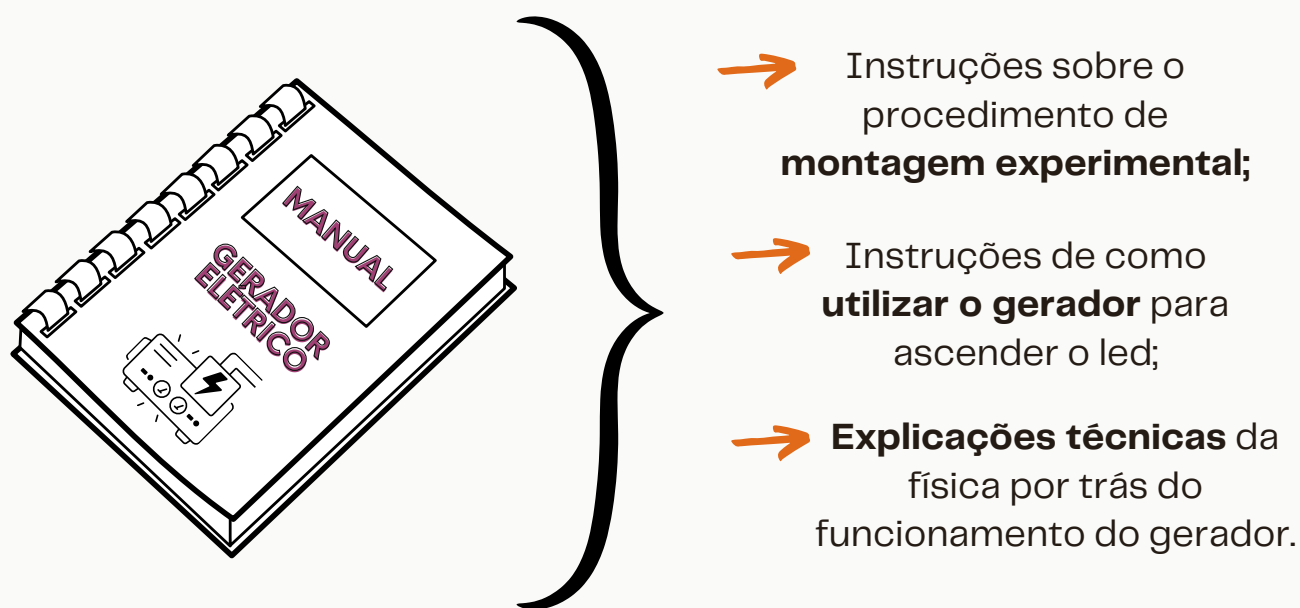 MANUAL
GERADOR
ELÉTRICO
Instruções sobre o
procedimento de
montagem experimental;
Instruções de como
utilizar o gerador para
ascender o led;
Explicações técnicas da
física por trás do
funcionamento do gerador.